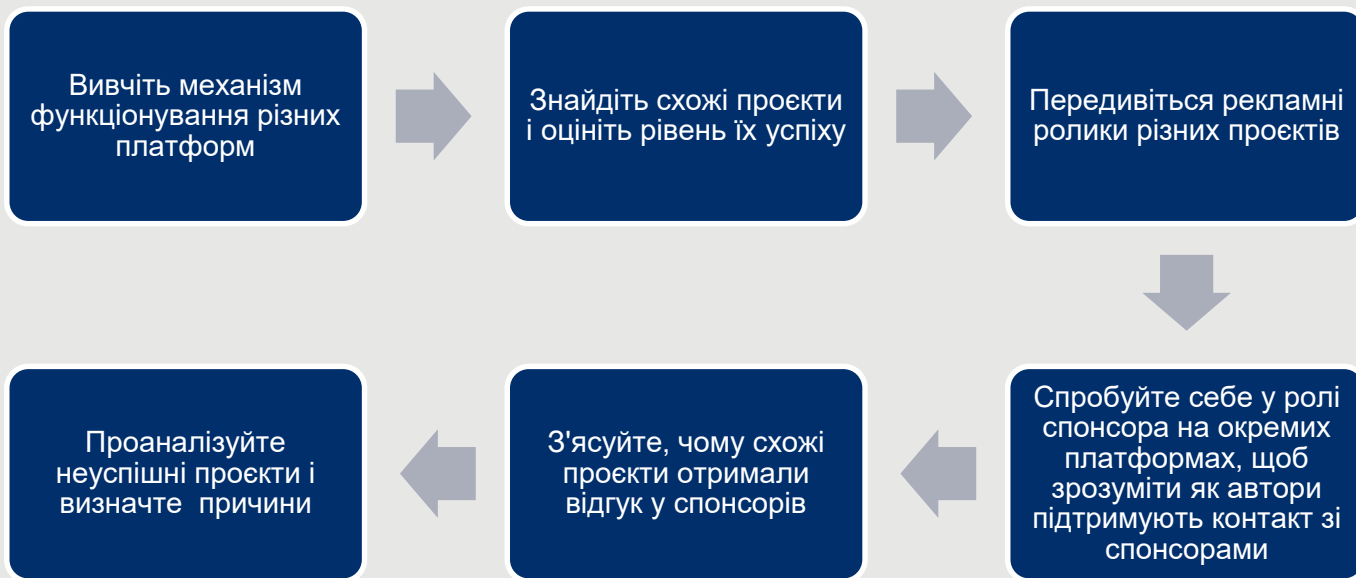 Вивчіть механізм
функціонування різних
платформ
Знайдіть схожі проєкти
і оцініть рівень їх успіху
Передивіться рекламні
ролики різних проєктів
Спробуйте себе у ролі
спонсора на окремих
платформах, щоб
зрозуміти як автори
підтримують контакт зі
спонсорами
З'ясуйте, чому схожі
проєкти отримали
відгук у спонсорів
Проаналізуйте
неуспішні проєкти і
визначте  причини